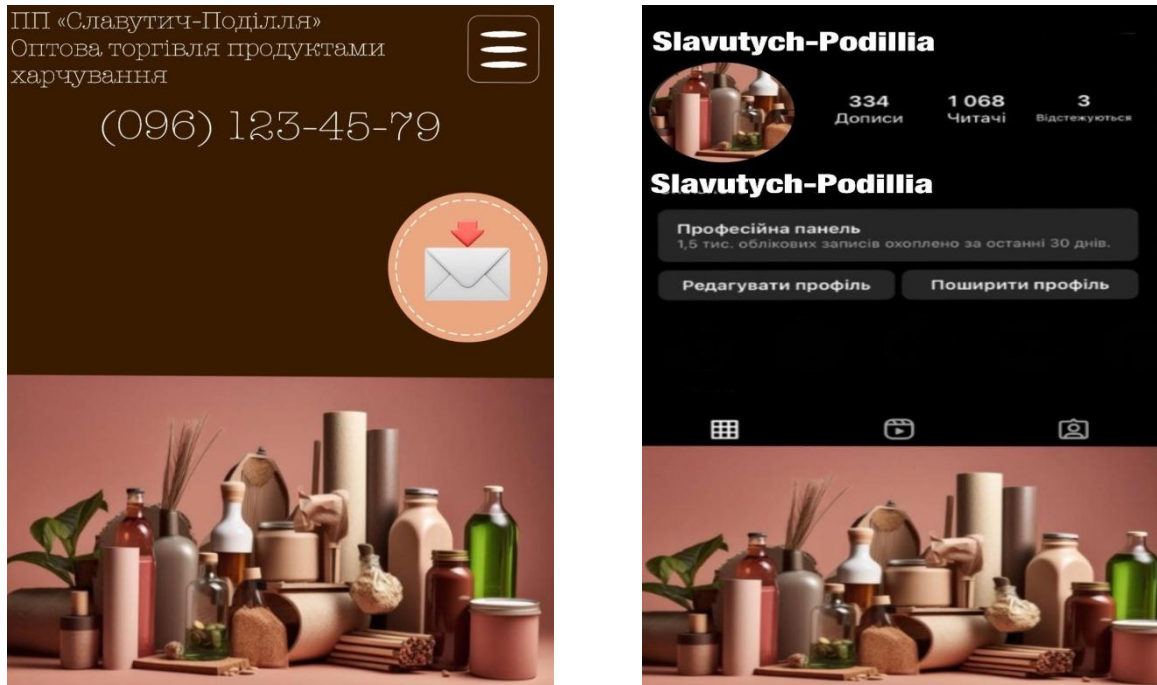 ПП «Славутич-Поділля»
Оптова торгівля продуктами
харчування
(096) 123-45-79
Slavutych-Podillia
334
Дописи
1 068
Читачі
3
Відстежуються
Slavutych-Podillia
Професійна панель
1,5 тис. облікових записів охоплено за останні 30 днів.
Редагувати профіль
Поширити профіль